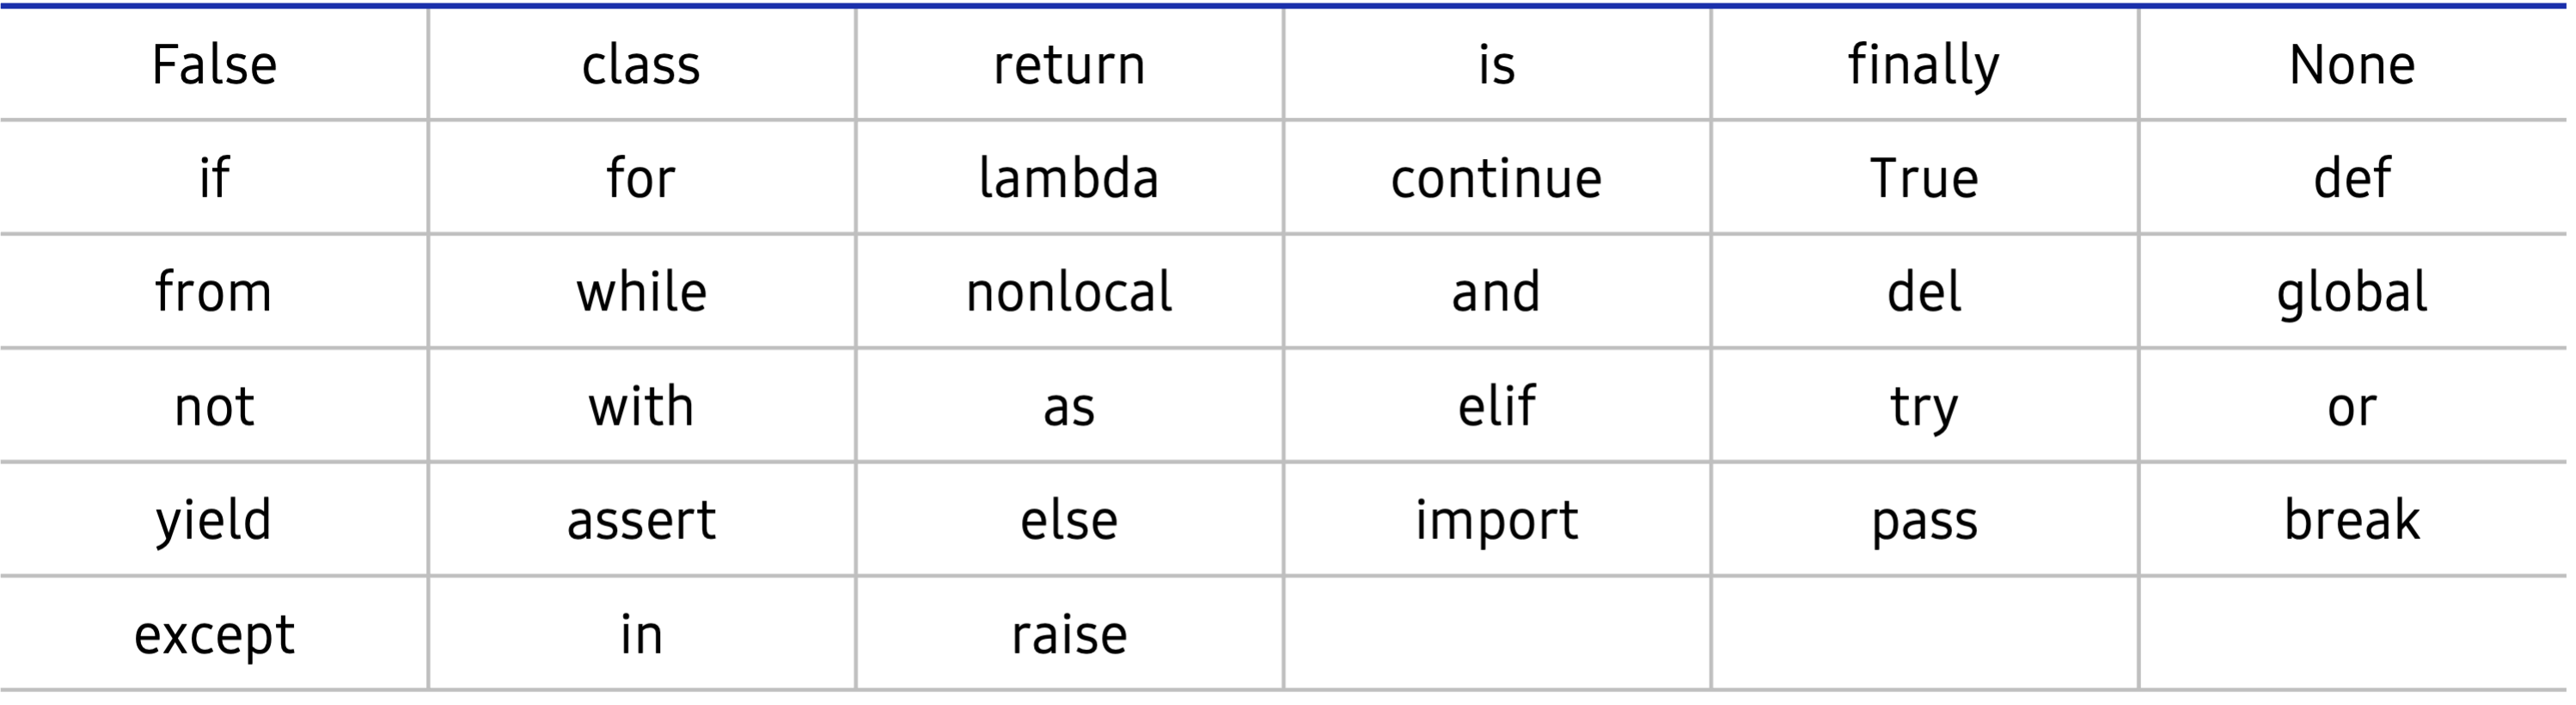 False class return is finally None
if for lambda continue True def
from while nonlocal and del global
not with as elif try or
yield assert else import pass break
except in raise